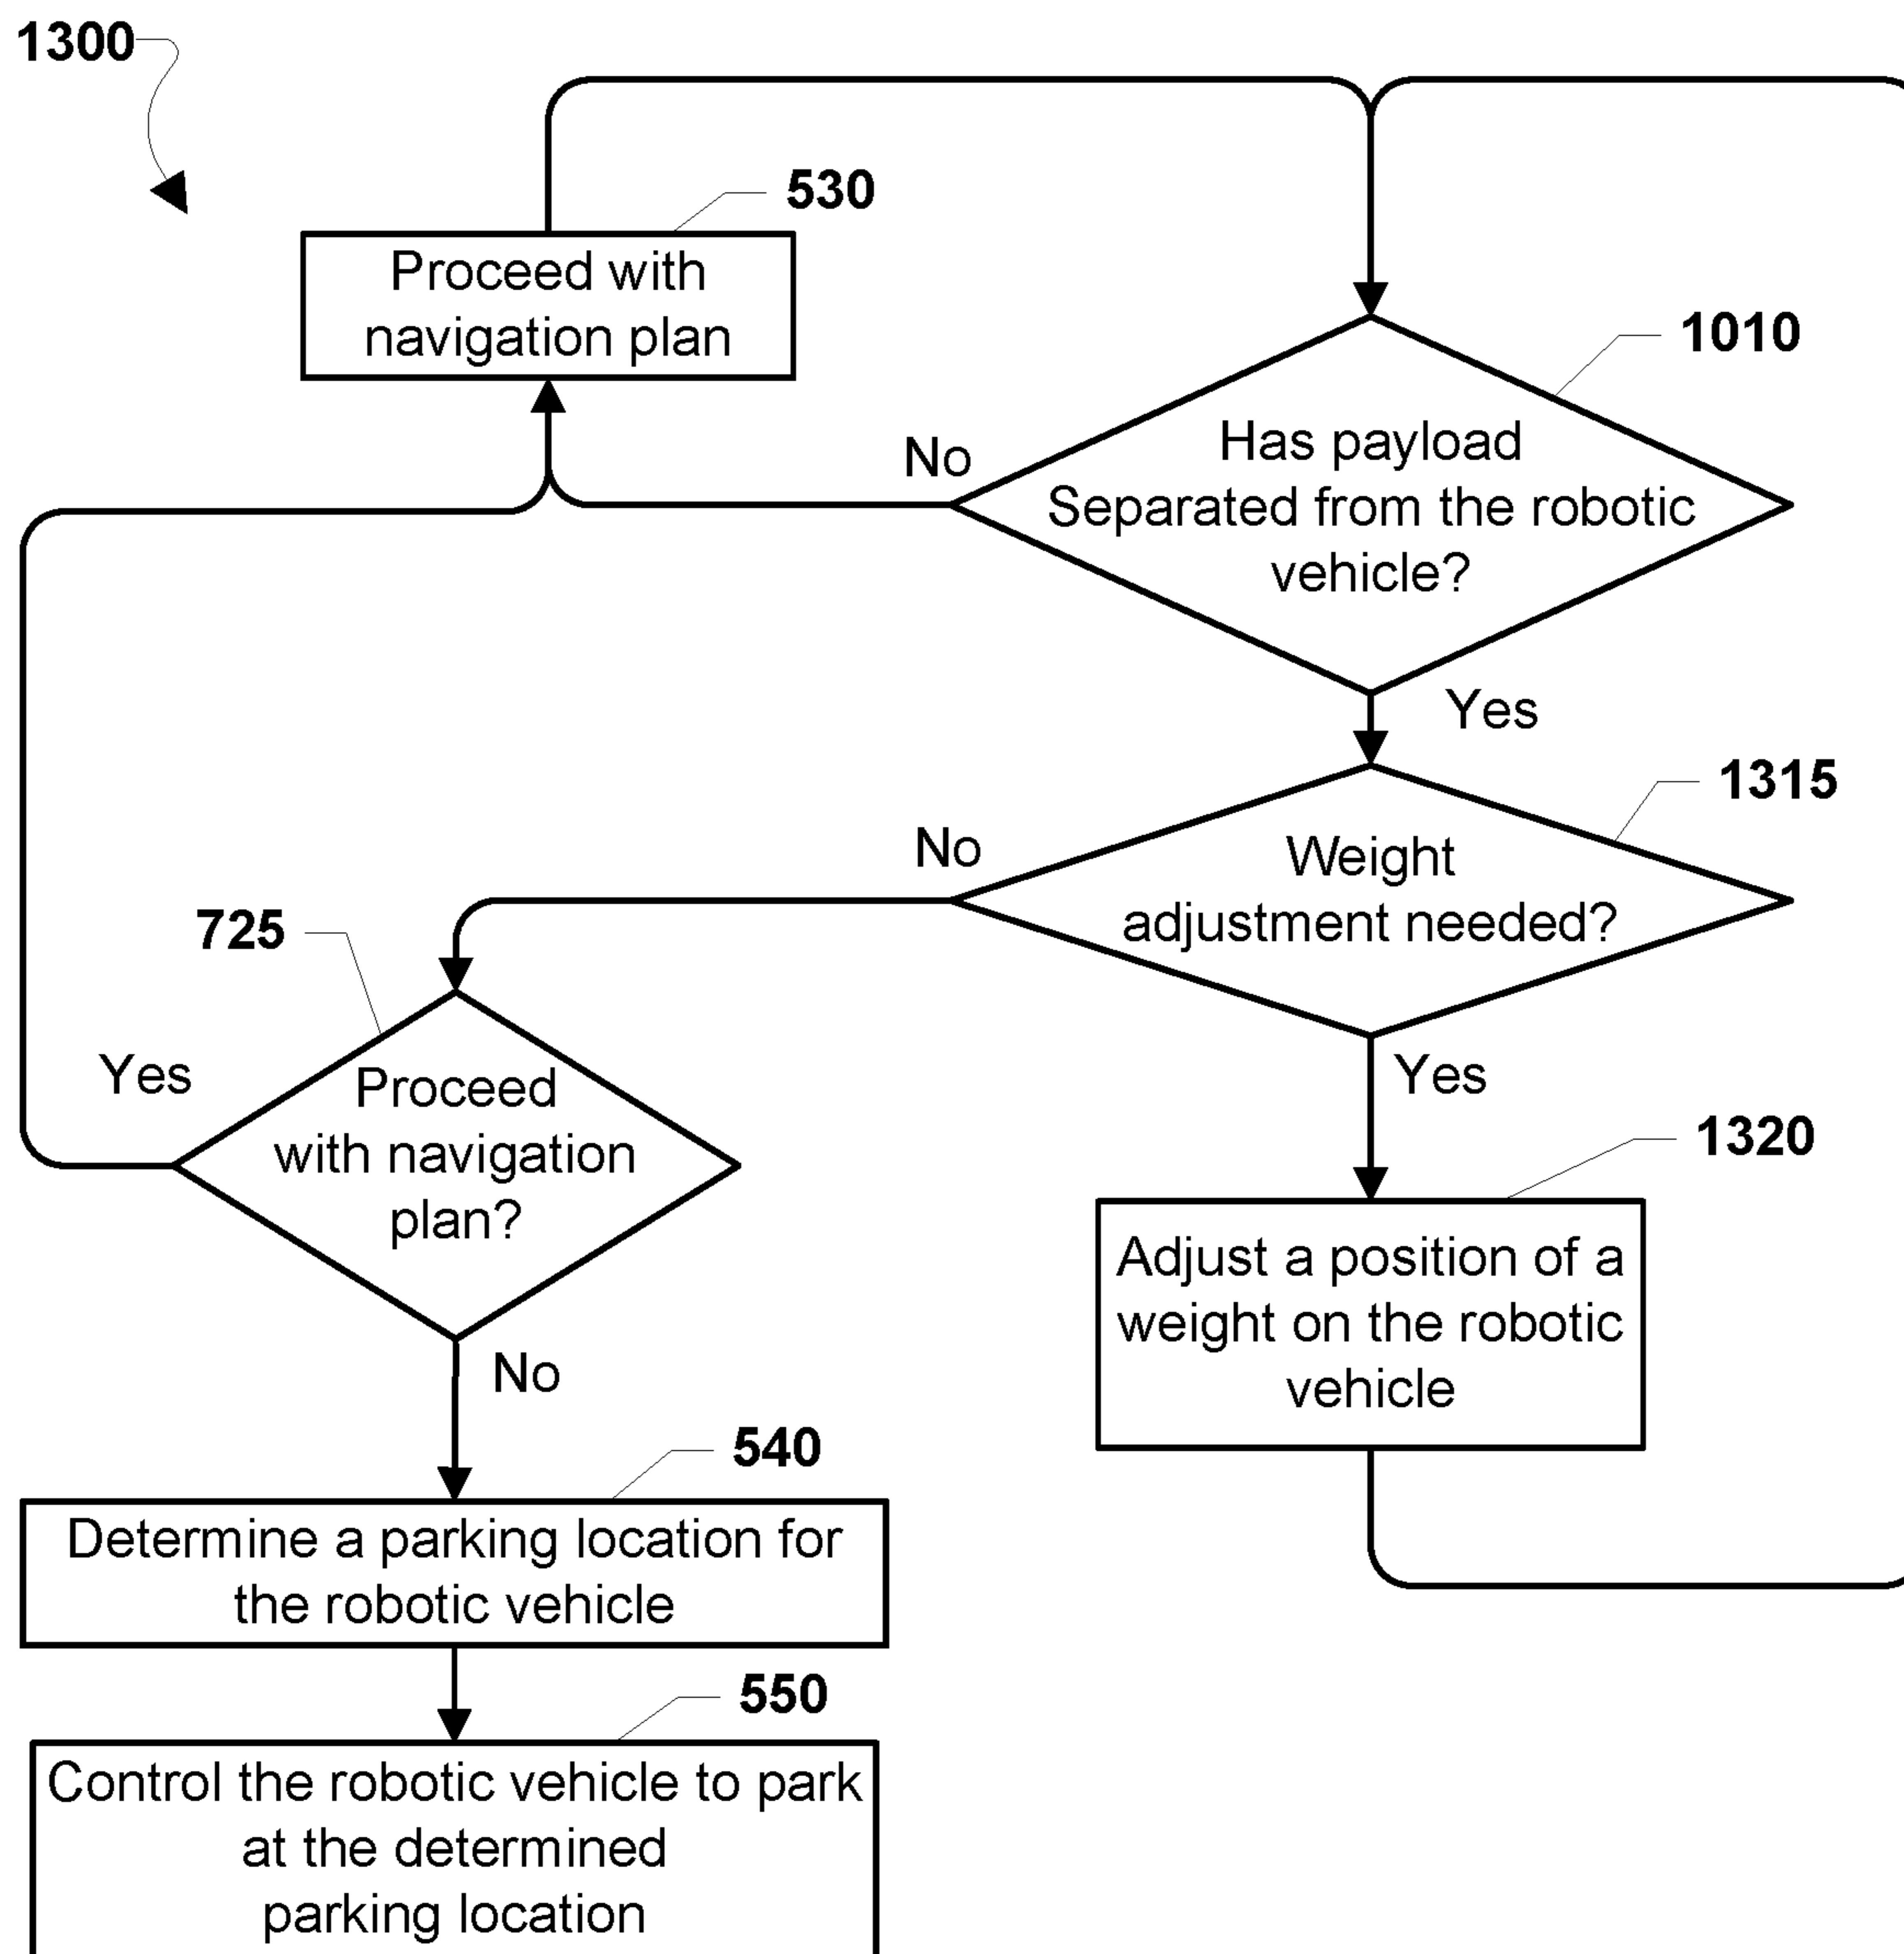 1300
530
Proceed with
navigation plan
1010
No
Has payload
Separated from the robotic
vehicle?
Yes
1315
No
Weight
adjustment needed?
725
Yes
Proceed
with navigation
plan?
Yes
1320
Adjust a position of a
weight on the robotic
vehicle
No
540
Determine a parking location for
the robotic vehicle
550
Control the robotic vehicle to park
at the determined
parking location